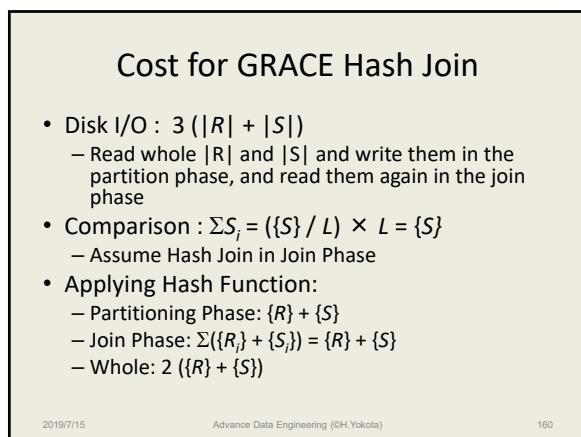 Cost for GRACE Hash Join
• Disk I/O : 3 (|R| + |S|)
– Read whole |R| and |S| and write them in the
partition phase, and read them again in the join
phase
• Comparison : ΣSᵢ = ({S} / L) × L = {S}
– Assume Hash Join in Join Phase
• Applying Hash Function:
– Partitioning Phase: {R} + {S}
– Join Phase: Σ({Rᵢ} + {Sᵢ}) = {R} + {S}
– Whole: 2 ({R} + {S})
2019/7/15 Advance Data Engineering (©H.Yokota) 160